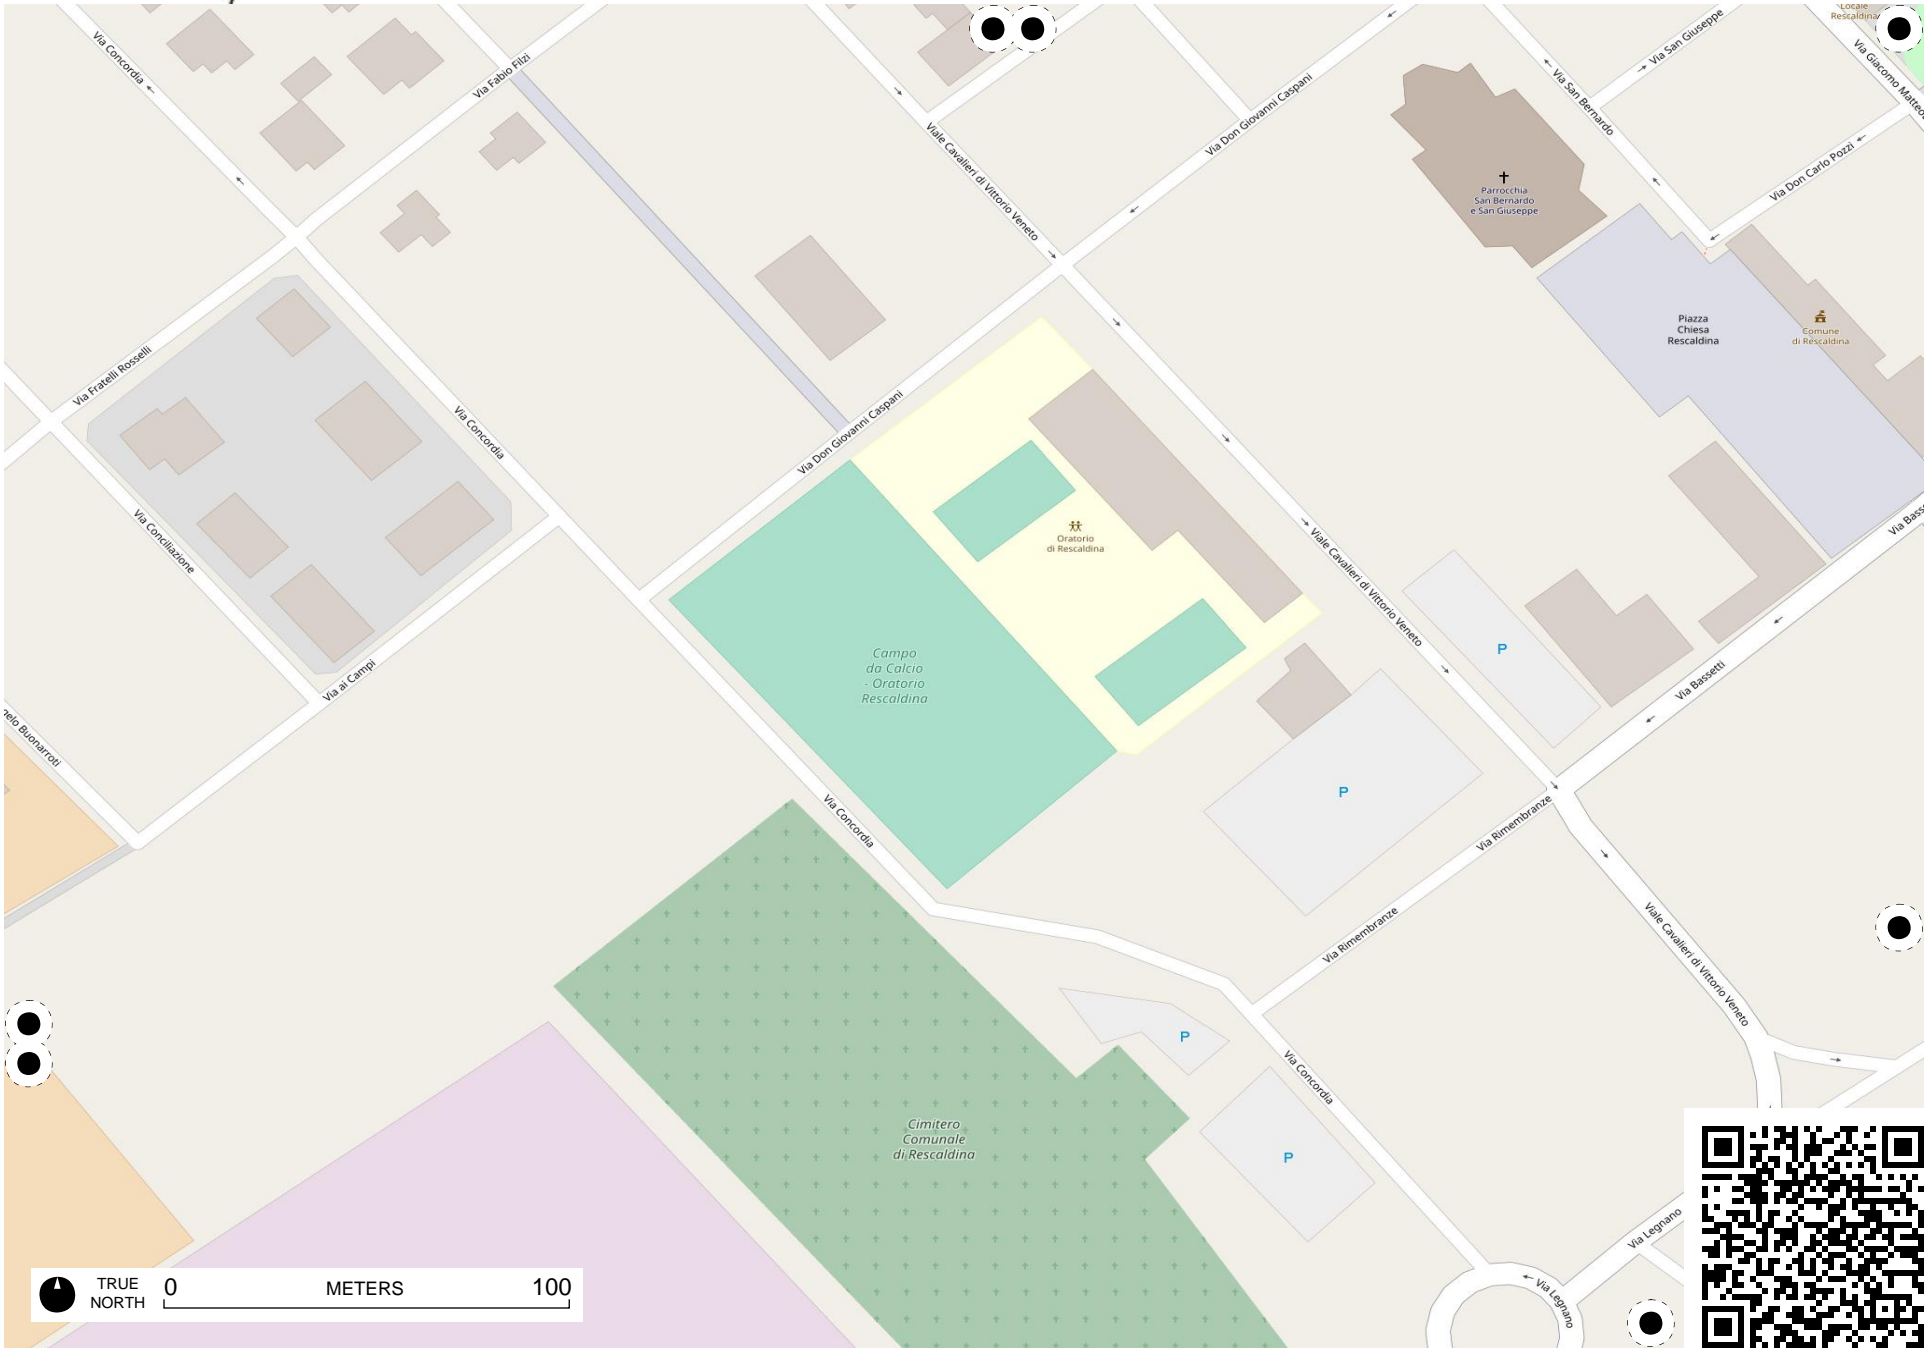 Via Concordia
Via Fabio Filzi
Viale Cavalieri di Vittorio Veneto
Via Don Giovanni Caspani
Via San Bernardo
Via San Giuseppe
Locale
Rescaldina
Via Giacomo
Via Don Carlo Pozzi
Parrocchia
San Bernardo
e San Giuseppe
Piazza
Chiesa
Rescaldina
Comune
di Rescaldina
Via Fratelli Rosselli
Via Concordia
Via Don Giovanni Caspani
Via Conciliazione
Oratorio
di Rescaldina
Viale Cavalieri di Vittorio Veneto
P
Via Bassetti
Via ai Campi
Campo
da Calcio
- Oratorio
Rescaldina
Buonarroti
P
Via Concordia
Via Rimembranze
Via Rimembranze
Viale Cavalieri di Vittorio Veneto
P
Via Concordia
Cimitero
Comunale
di Rescaldina
P
Via Legnano
Via Legnano
TRUE
NORTH
0 METERS 100